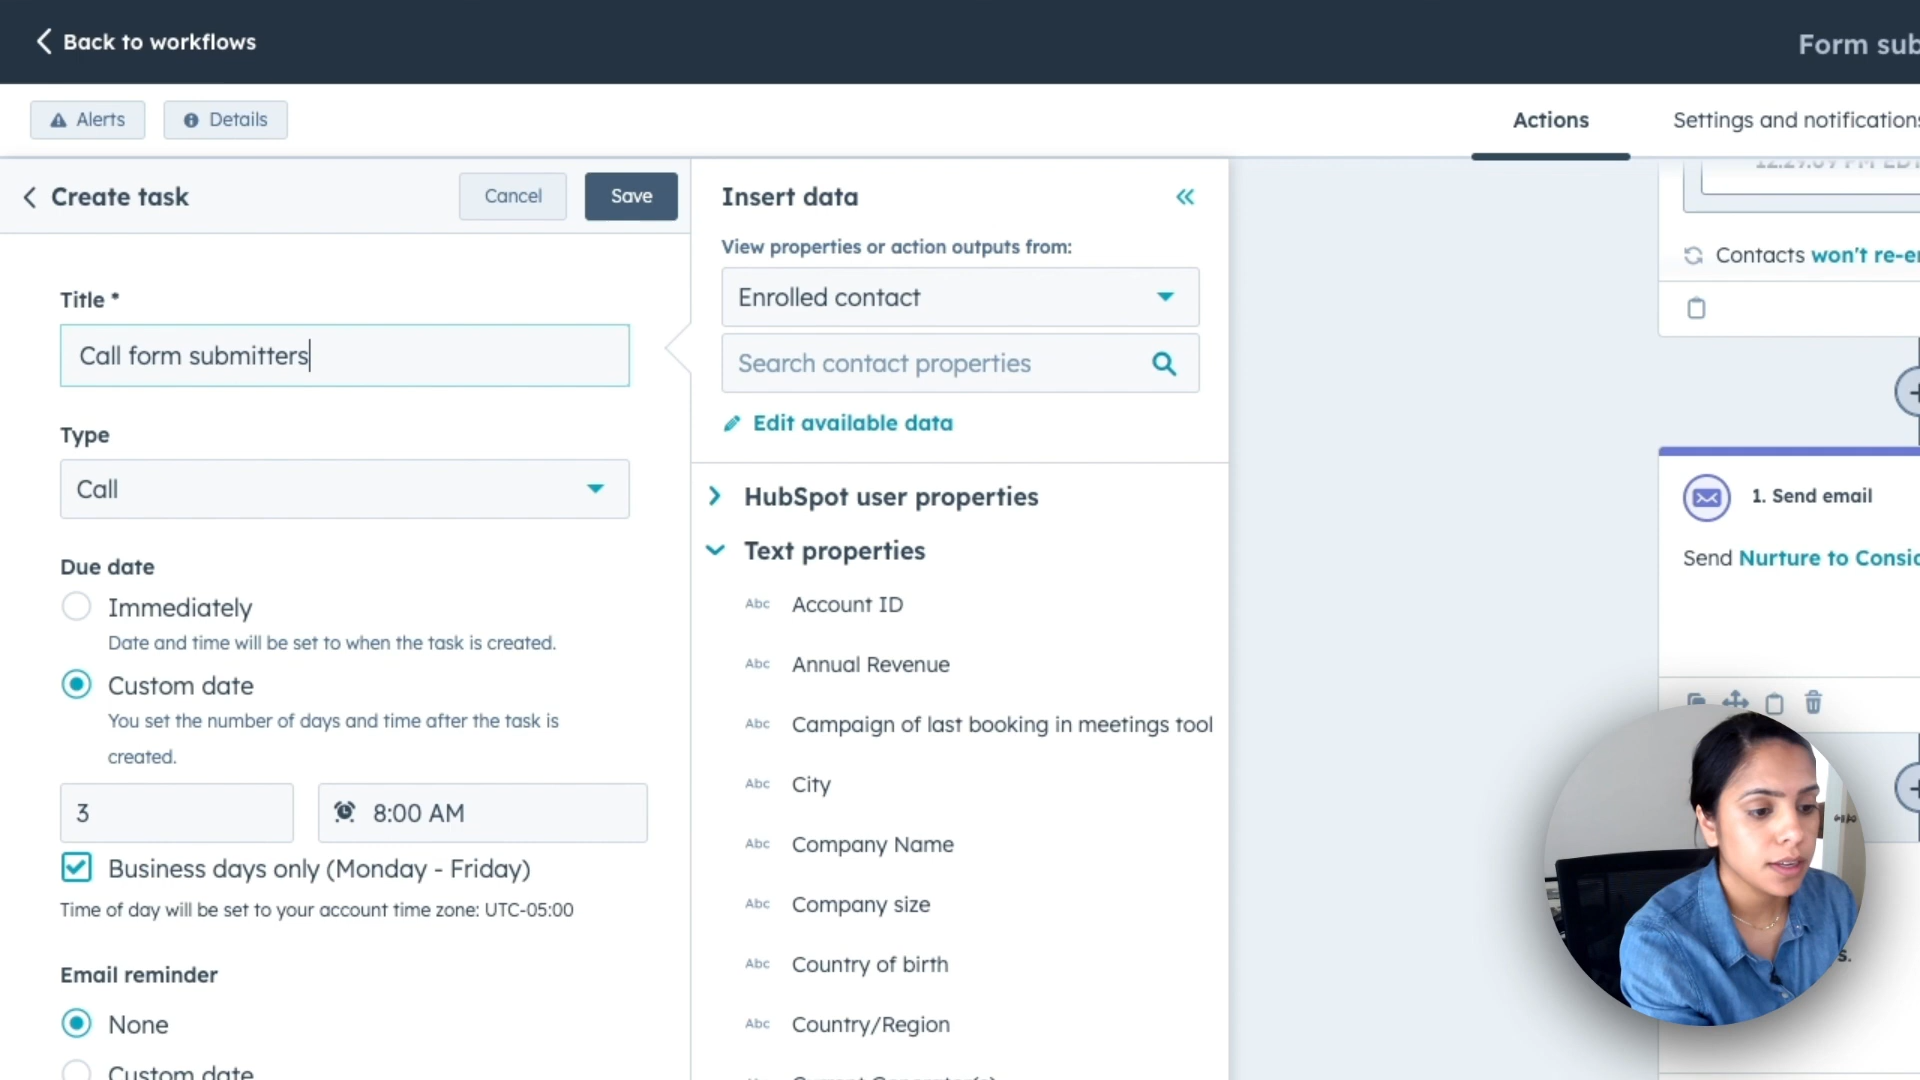 Back to workflows
Form sub
Alerts
Details
Actions
Settings and notifications
Create task
Cancel
Save
Title *
Call form submitters
Type
Call
Due date
Immediately
Date and time will be set to when the task is created.
Custom date
You set the number of days and time after the task is
created.
3
8:00 AM
Business days only (Monday - Friday)
Time of day will be set to your account time zone: UTC-05:00
Email reminder
None
Custom date
Insert data
View properties or action outputs from:
Enrolled contact
Search contact properties
Edit available data
HubSpot user properties
Text properties
Abc Account ID
Abc Annual Revenue
Abc Campaign of last booking in meetings tool
Abc City
Abc Company Name
Abc Company size
Abc Country of birth
Abc Country/Region
12:29:09 PM EDT
Contacts won't re-e
1. Send email
Send Nurture to Consid
s.